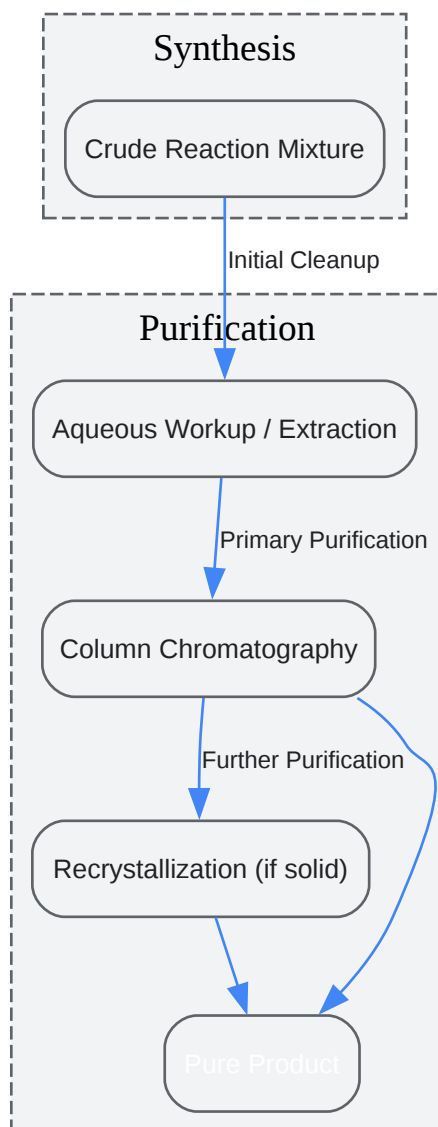 Synthesis
Crude Reaction Mixture
Initial Cleanup
Purification
Aqueous Workup / Extraction
Primary Purification
Column Chromatography
Further Purification
Recrystallization (if solid)
Pure Product